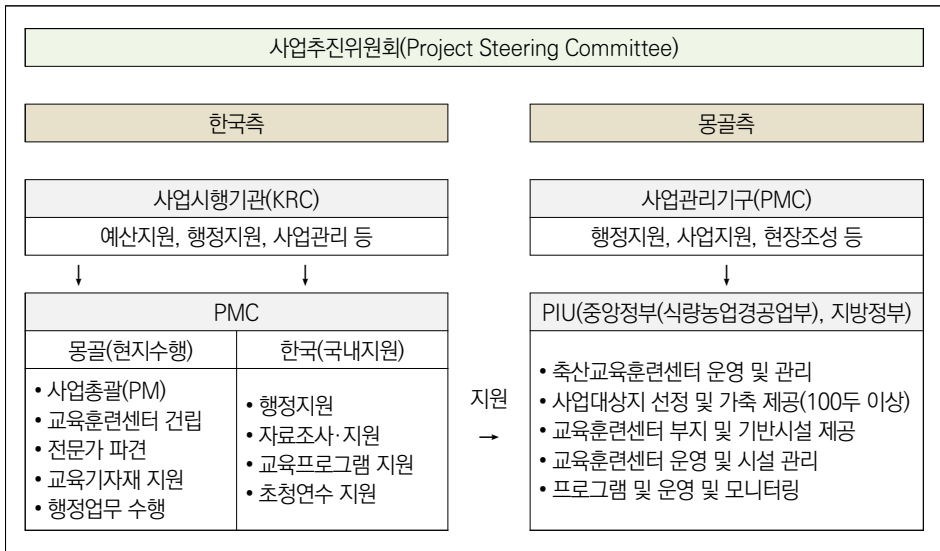 사업추진위원회(Project Steering Committee)
한국측
몽골측
사업시행기관(KRC)
예산지원, 행정지원, 사업관리 등
사업관리기구(PMC)
행정지원, 사업지원, 현장조성 등
↓ ↓
↓
PMC
몽골(현지수행)
한국(국내지원)
• 사업총괄(PM)
• 교육훈련센터 건립
• 전문가 파견
• 교육기자재 지원
• 행정업무 수행
• 행정지원
• 자료조사·지원
• 교육프로그램 지원
• 초청연수 지원
지원
→
PIU(중앙정부(식량농업경공업부), 지방정부)
• 축산교육훈련센터 운영 및 관리
• 사업대상지 선정 및 가축 제공(100두 이상)
• 교육훈련센터 부지 및 기반시설 제공
• 교육훈련센터 운영 및 시설 관리
• 프로그램 및 운영 및 모니터링